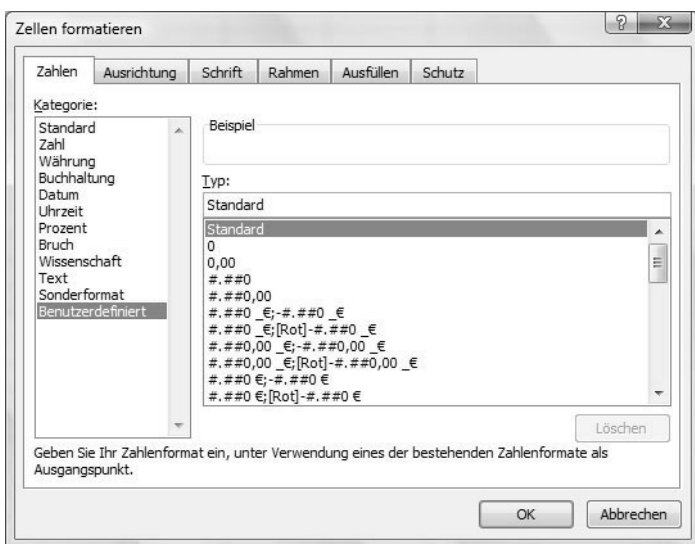 Zellen formatieren
Zahlen Ausrichtung Schrift Rahmen Ausfüllen Schutz
Kategorie:
Standard
Zahl
Währung
Buchhaltung
Datum
Uhrzeit
Prozent
Bruch
Wissenschaft
Text
Sonderformat
Benutzerdefiniert
Beispiel
Typ:
Standard
Standard
0
0,00
#.##0
#.##0,00
#.##0 _€;-#.##0 _€
#.##0 _€;[Rot]-#.##0 _€
#.##0,00 _€;-#.##0,00 _€
#.##0,00 _€;[Rot]-#.##0,00 _€
#.##0 €;-#.##0 €
#.##0 €;[Rot]-#.##0 €
Löschen
Geben Sie Ihr Zahlenformat ein, unter Verwendung eines der bestehenden Zahlenformate als
Ausgangspunkt.
OK Abbrechen